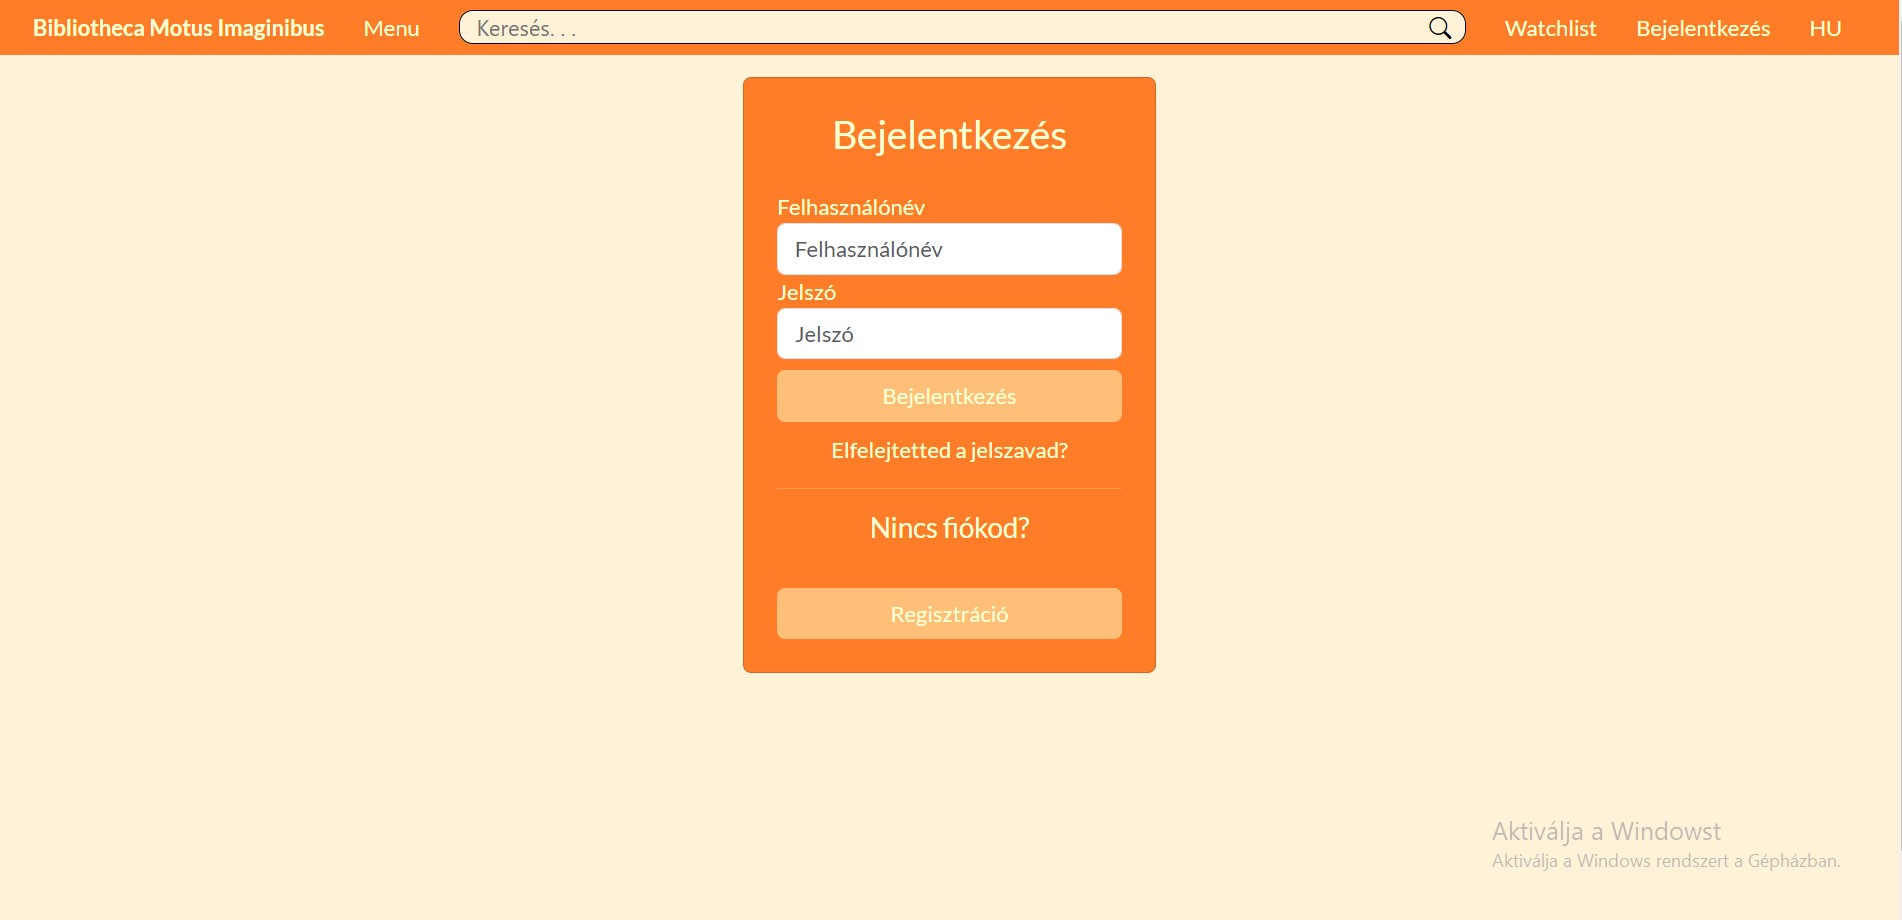 Bibliotheca Motus Imaginibus Menu Keresés. . . Watchlist Bejelentkezés HU
Bejelentkezés
Felhasználónév
Felhasználónév
Jelszó
Jelszó
Bejelentkezés
Elfelejtetted a jelszavad?
Nincs fiókod?
Regisztráció
Aktiválja a Windowst
Aktiválja a Windows rendszert a Gépházban.